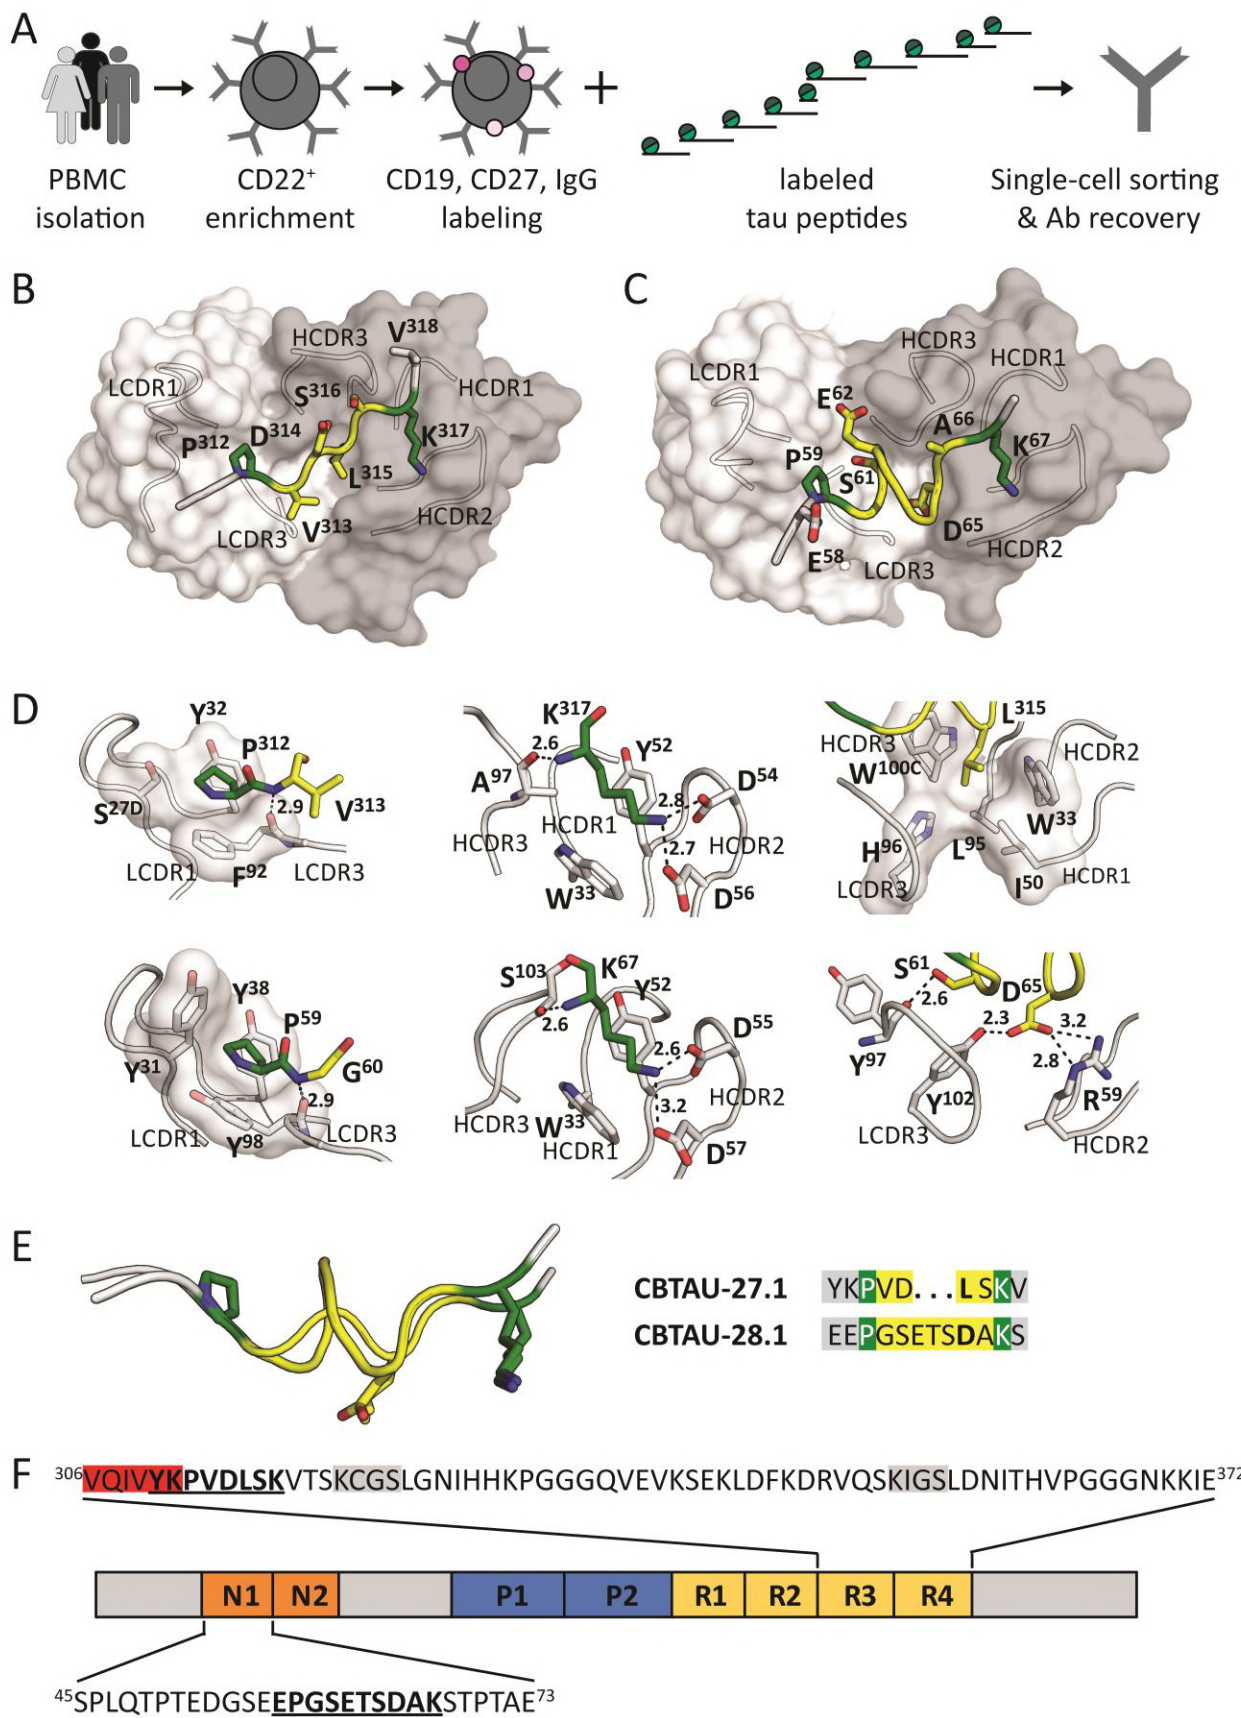 A
PBMC
isolation
CD22⁺
enrichment
CD19, CD27, IgG
labeling
labeled
tau peptides
Single-cell sorting
& Ab recovery
B
LCDR1
HCDR3
V³¹⁸
HCDR1
S³¹⁶
P³¹²
D³¹⁴
K³¹⁷
L³¹⁵
V³¹³
LCDR3
HCDR2
C
LCDR1
HCDR3
HCDR1
E⁶²
A⁶⁶
P⁵⁹
S⁶¹
K⁶⁷
D⁶⁵
E⁵⁸
LCDR3
HCDR2
D
Y³²
P³¹²
S²⁷ᴰ
V³¹³
2.9
F⁹²
LCDR1
LCDR3
K³¹⁷
2.6
Y⁵²
A⁹⁷
D⁵⁴
2.8
HCDR3
HCDR1
HCDR2
2.7
W³³
D⁵⁶
L³¹⁵
HCDR3
HCDR2
W¹⁰⁰ᶜ
W³³
H⁹⁶
L⁹⁵
LCDR3
I⁵⁰
HCDR1
Y³⁸
P⁵⁹
Y³¹
G⁶⁰
2.9
LCDR1
Y⁹⁸
LCDR3
S¹⁰³
K⁶⁷
Y⁵²
2.6
D⁵⁵
2.6
HCDR2
3.2
HCDR3
W³³
HCDR1
D⁵⁷
S⁶¹
2.6
D⁶⁵
2.3
3.2
Y⁹⁷
2.8
Y¹⁰²
R⁵⁹
LCDR3
HCDR2
E
CBTAU-27.1 YKPVD...LSKV
CBTAU-28.1 EEPGSETSDAKS
F
³⁰⁶VQIVYKPVDLSKVTSKCGSLGNIHHKPGGGQVEVKSEKLDFKDRVQSKIGSLDNITHVPGGGNKKIE³⁷²
N1 N2 P1 P2 R1 R2 R3 R4
⁴⁵SPLQTPTEDGSEEPGSETSDAKSTPTAE⁷³